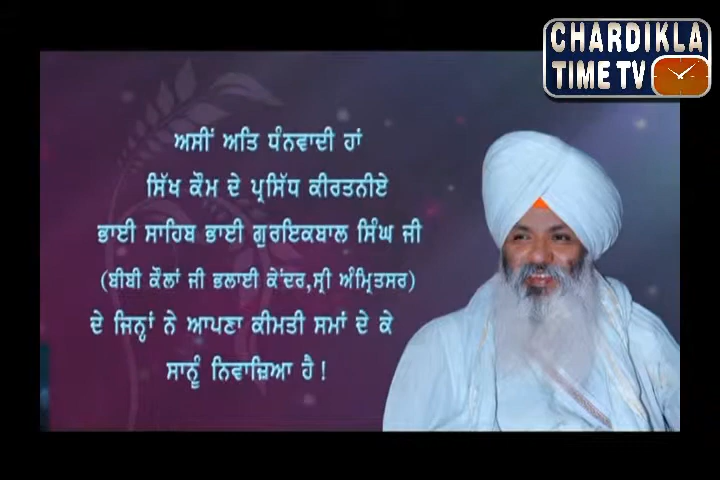 CHARDIKLA
TIME TV
ਅਸੀਂ ਅਤਿ ਧੰਨਵਾਦੀ ਹਾਂ
ਸਿੱਖ ਕੌਮ ਦੇ ਪ੍ਰਸਿੱਧ ਕੀਰਤਨੀਏ
ਭਾਈ ਸਾਹਿਬ ਭਾਈ ਗੁਰਇਕਬਾਲ ਸਿੰਘ ਜੀ
(ਬੀਬੀ ਕੌਲਾਂ ਜੀ ਭਲਾਈ ਕੇਂਦਰ,ਸ੍ਰੀ ਅੰਮ੍ਰਿਤਸਰ)
ਦੇ ਜਿਨ੍ਹਾਂ ਨੇ ਆਪਣਾ ਕੀਮਤੀ ਸਮਾਂ ਦੇ ਕੇ
ਸਾਨੂੰ ਨਿਵਾਜ਼ਿਆ ਹੈ!